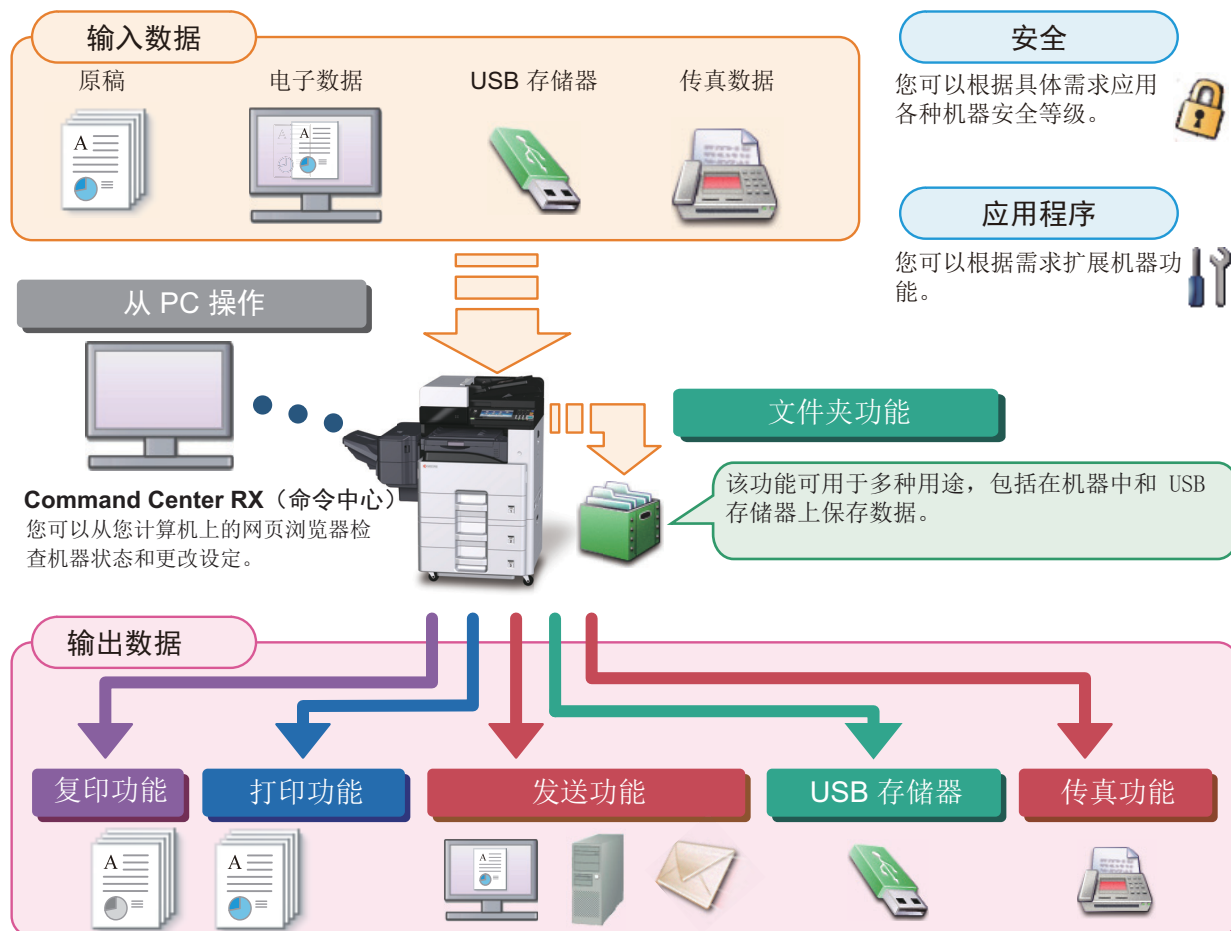 输入数据
原稿
电子数据
USB 存储器
传真数据
安全
您可以根据具体需求应用
各种机器安全等级。
应用程序
您可以根据需求扩展机器功
能。
从 PC 操作
Command Center RX（命令中心）
您可以从您计算机上的网页浏览器检
查机器状态和更改设定。
文件夹功能
该功能可用于多种用途，包括在机器中和 USB
存储器上保存数据。
输出数据
复印功能
打印功能
发送功能
USB 存储器
传真功能